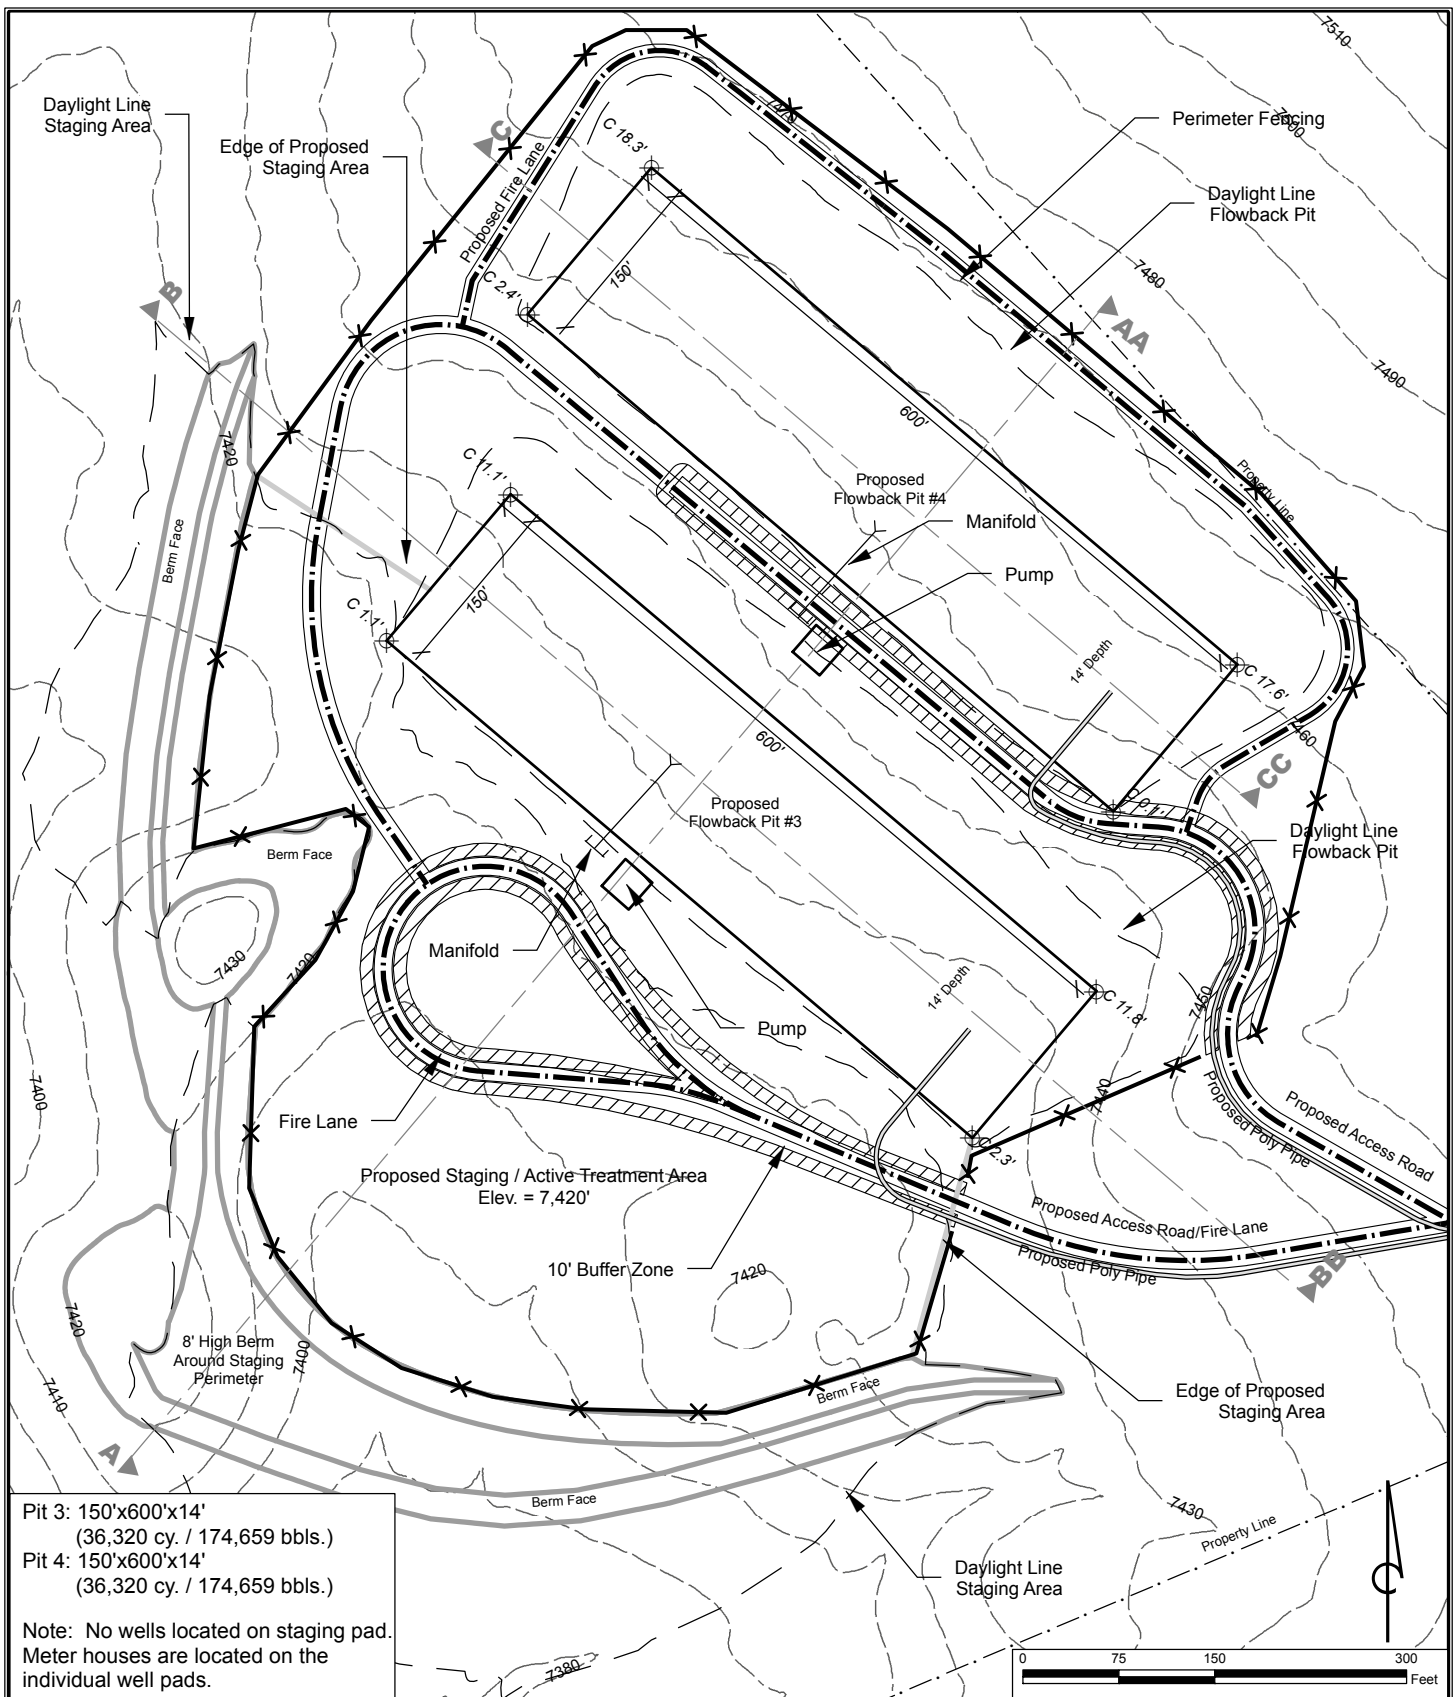 7510
Daylight Line
Staging Area
Edge of Proposed
Staging Area
C
7470
7500
Perimeter Fencing
C 18.3'
Proposed Fire Lane
Daylight Line
Flowback Pit
150'
C 2.4'
7480
B
AA
7490
600'
7420
C 11.1'
Proposed
Flowback Pit #4
Property Line
Manifold
Berm Face
Pump
150'
C 1.1'
14' Depth
C 17.6'
7460
600'
CC
Proposed
Flowback Pit #3
C 0.1'
Daylight Line
Flowback Pit
Berm Face
Manifold
7430
7420
14' Depth
C 11.8'
7450
Pump
7400
7440
Fire Lane
Proposed Poly Pipe
Proposed Access Road
C 2.3'
Proposed Staging / Active Treatment Area
Elev. = 7,420'
Proposed Access Road/Fire Lane
Proposed Poly Pipe
10' Buffer Zone
7420
BB
7420
8' High Berm
Around Staging
Perimeter
7400
7410
Berm Face
Edge of Proposed
Staging Area
A
Berm Face
7430
Property Line
Daylight Line
Staging Area
7380
Pit 3: 150'x600'x14'
(36,320 cy. / 174,659 bbls.)
Pit 4: 150'x600'x14'
(36,320 cy. / 174,659 bbls.)
Note: No wells located on staging pad.
Meter houses are located on the
individual well pads.
0 75 150 300
Feet